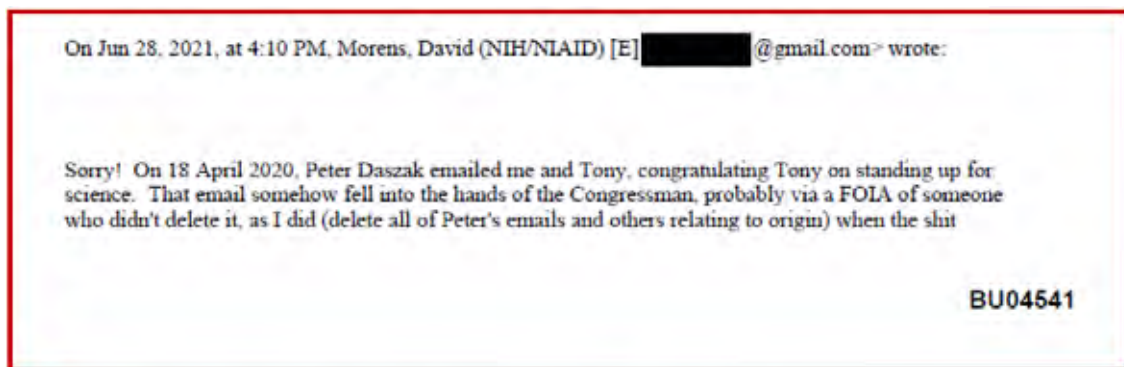 On Jun 28, 2021, at 4:10 PM, Morens, David (NIH/NIAID) [E] @gmail.com> wrote:
Sorry! On 18 April 2020, Peter Daszak emailed me and Tony, congratulating Tony on standing up for
science. That email somehow fell into the hands of the Congressman, probably via a FOIA of someone
who didn't delete it, as I did (delete all of Peter's emails and others relating to origin) when the shit
BU04541